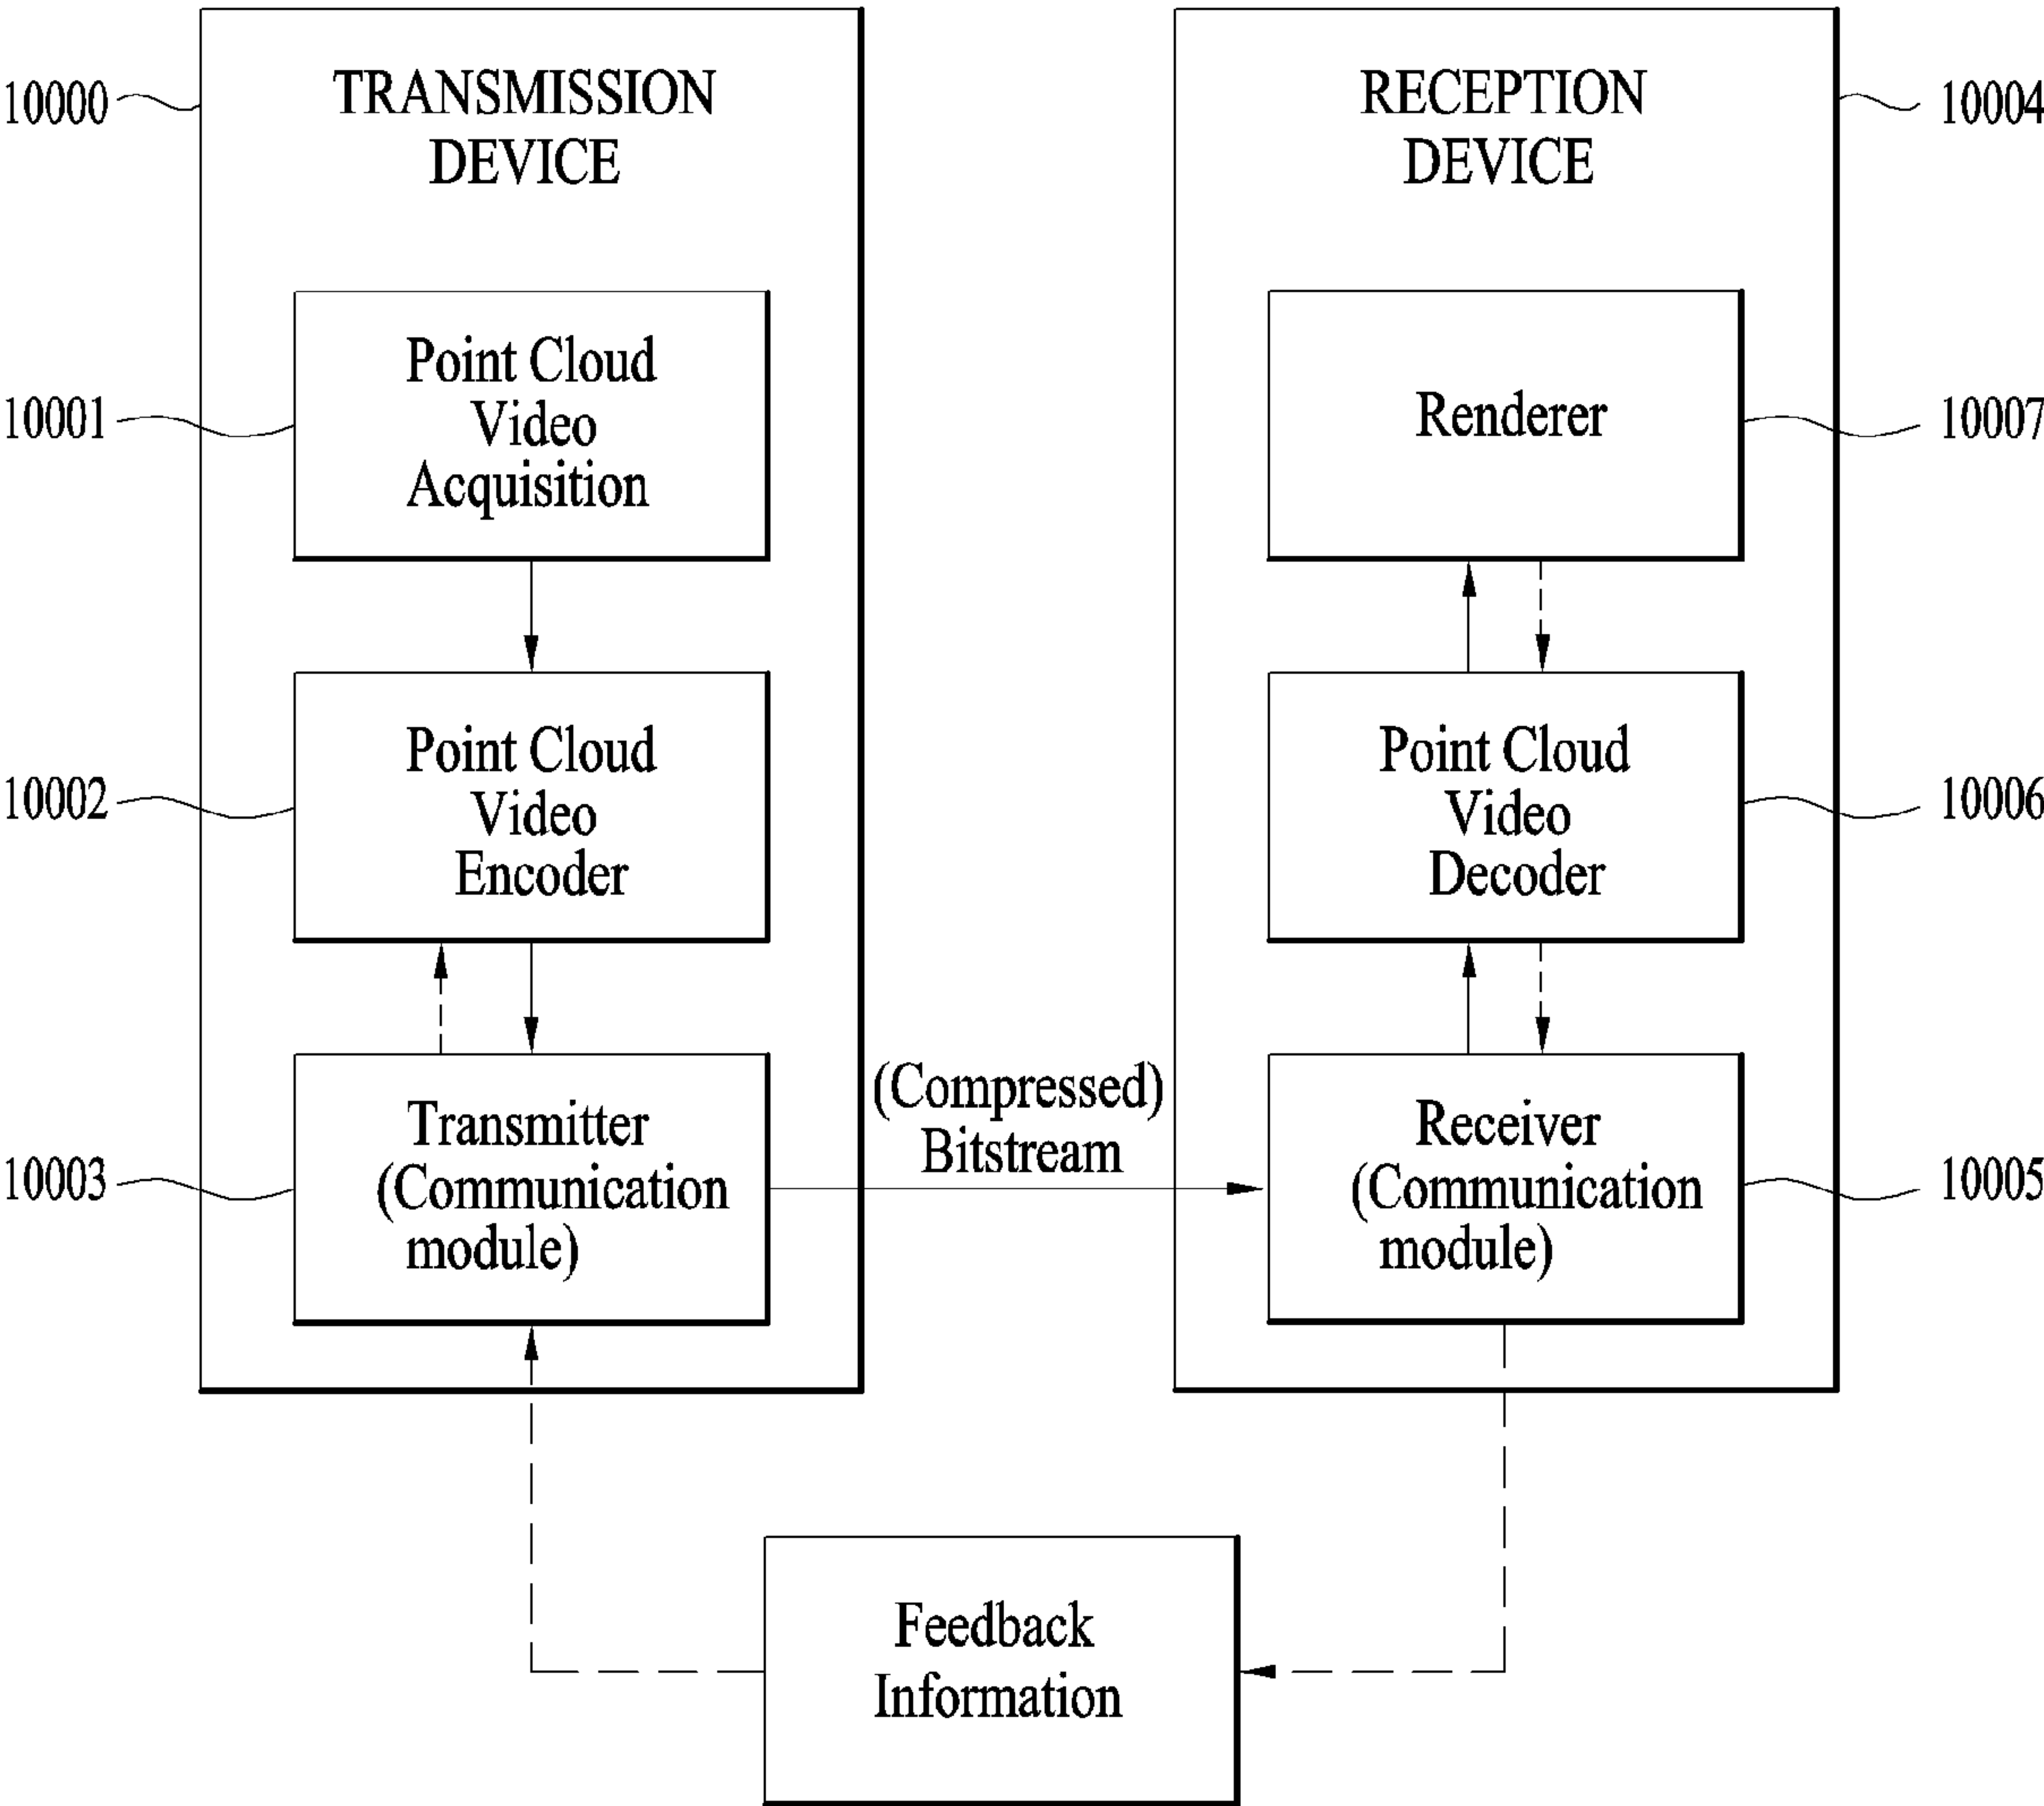 10000
TRANSMISSION
DEVICE
10001
Point Cloud
Video
Acquisition
10002
Point Cloud
Video
Encoder
10003
Transmitter
(Communication
module)
(Compressed)
Bitstream
RECEPTION
DEVICE
10004
Renderer
10007
Point Cloud
Video
Decoder
10006
Receiver
(Communication
module)
10005
Feedback
Information